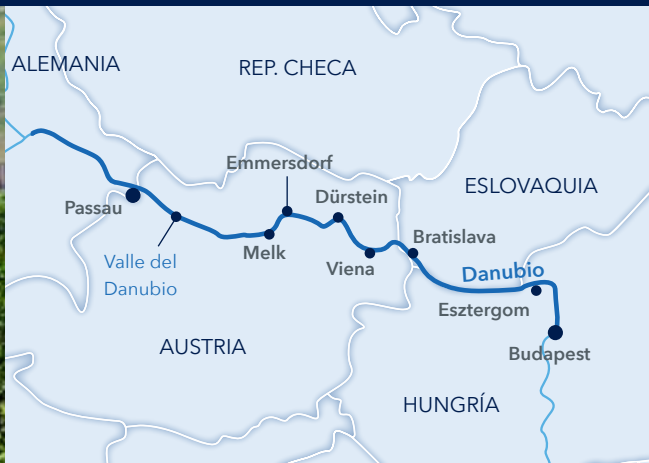 ALEMANIA
REP. CHECA
Emmersdorf
Dürstein
ESLOVAQUIA
Passau
Bratislava
Melk
Valle del
Danubio
Viena
Danubio
Esztergom
AUSTRIA
Budapest
HUNGRÍA